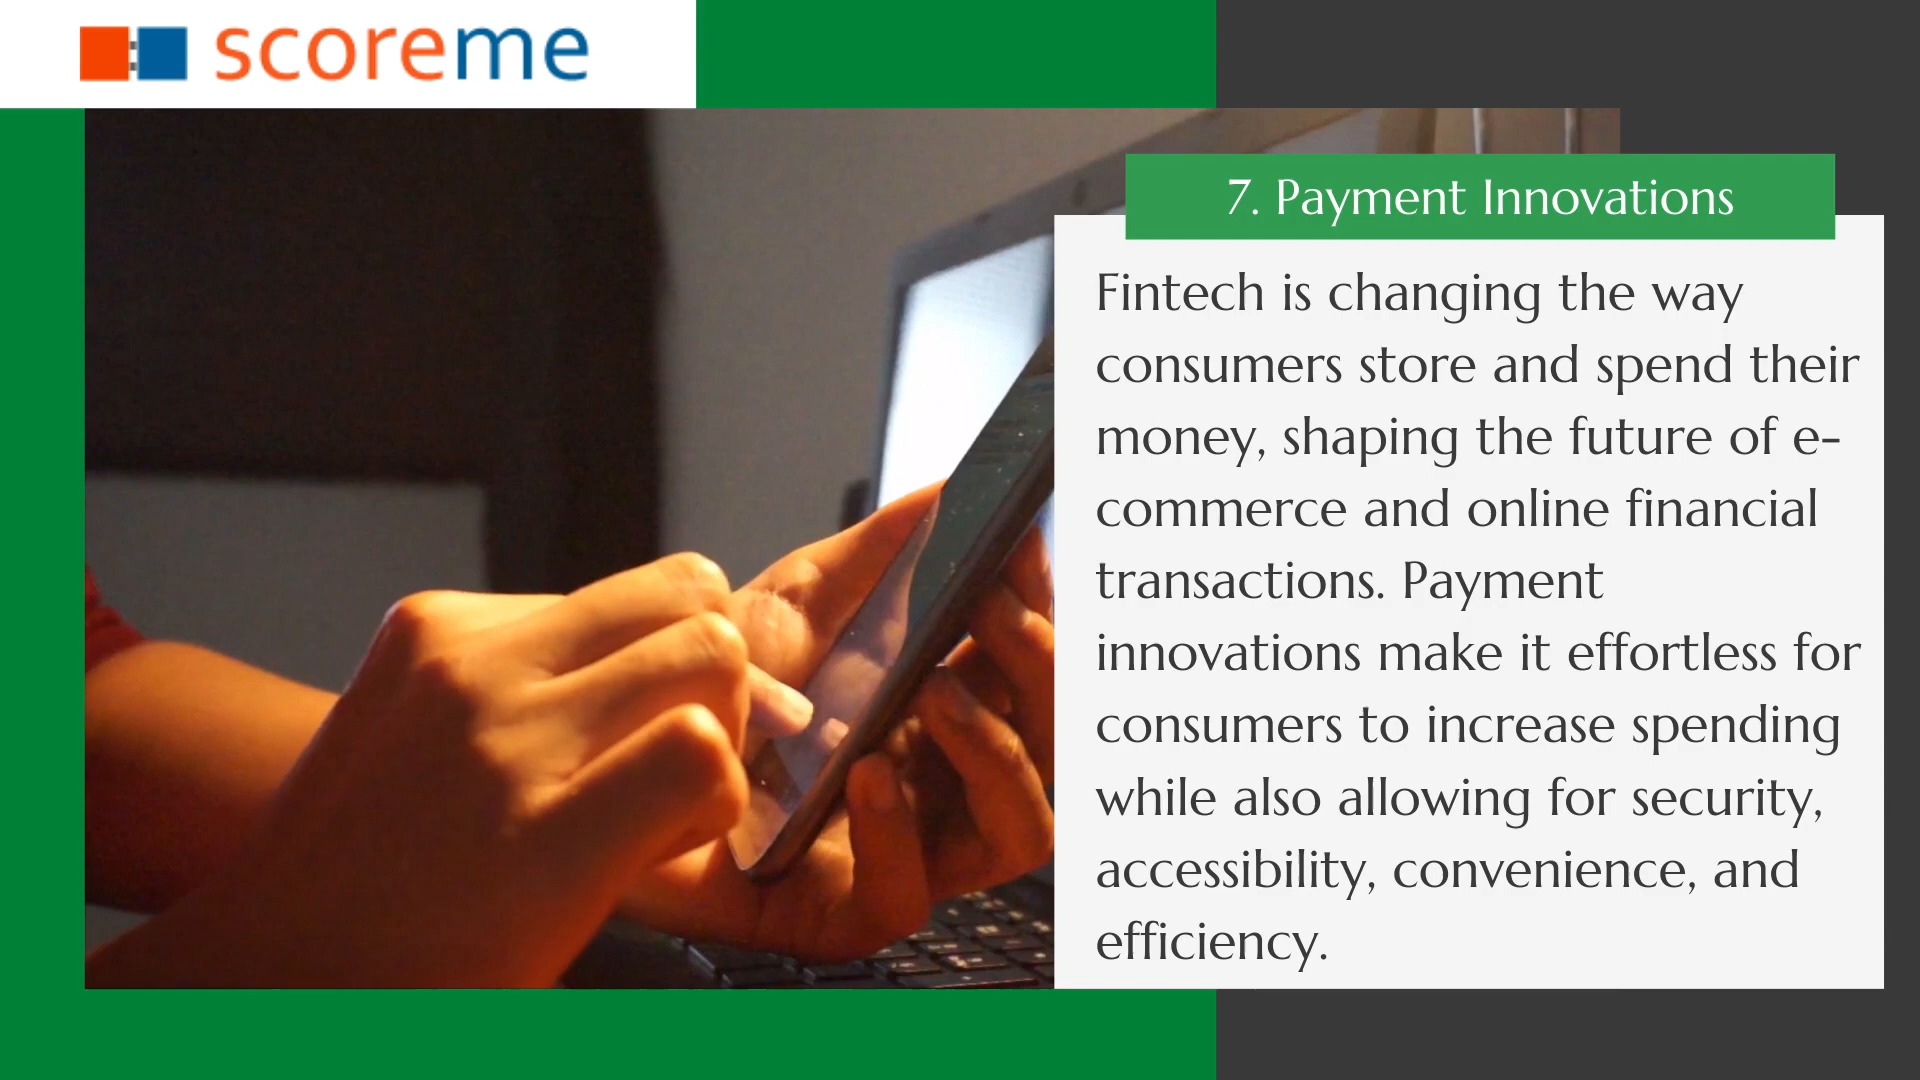 scoreme
7. Payment Innovations
Fintech is changing the way
consumers store and spend their
money, shaping the future of e-
commerce and online financial
transactions. Payment
innovations make it effortless for
consumers to increase spending
while also allowing for security,
accessibility, convenience, and
efficiency.